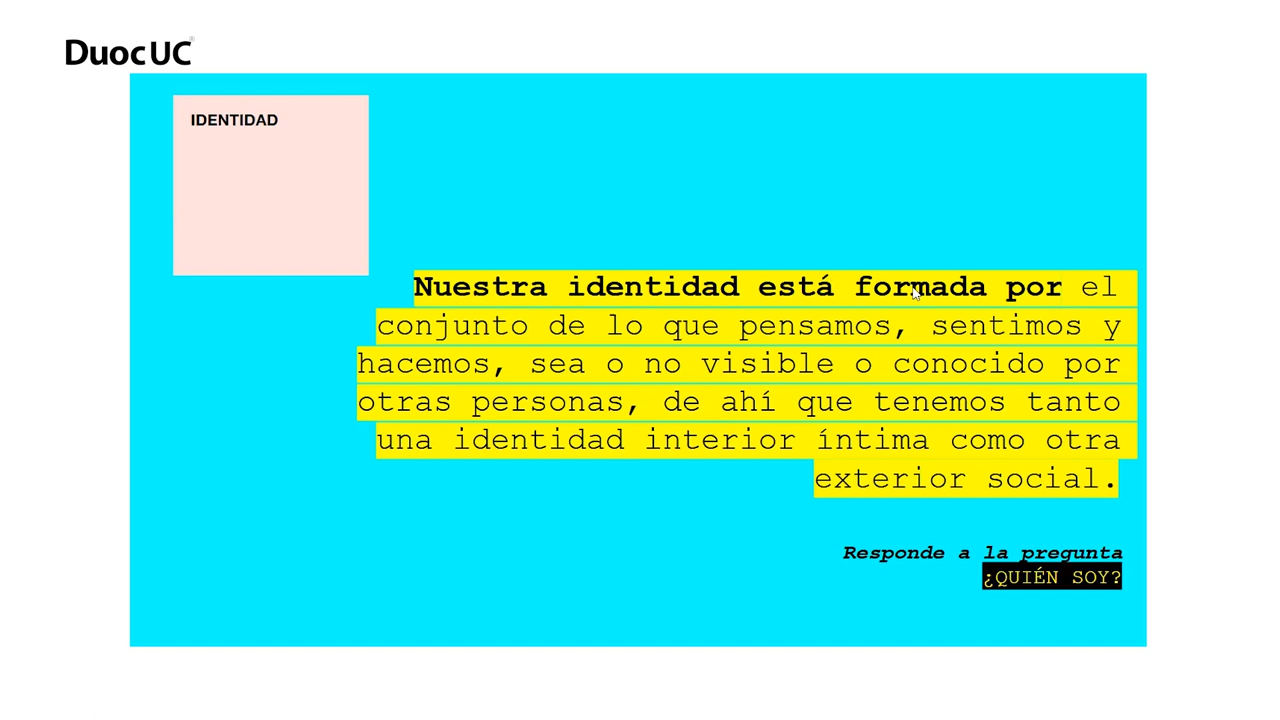 DuocUC
IDENTIDAD
Nuestra identidad está formada por el
conjunto de lo que pensamos, sentimos y
hacemos, sea o no visible o conocido por
otras personas, de ahí que tenemos tanto
una identidad interior íntima como otra
exterior social.
Responde a la pregunta
¿QUIÉN SOY?